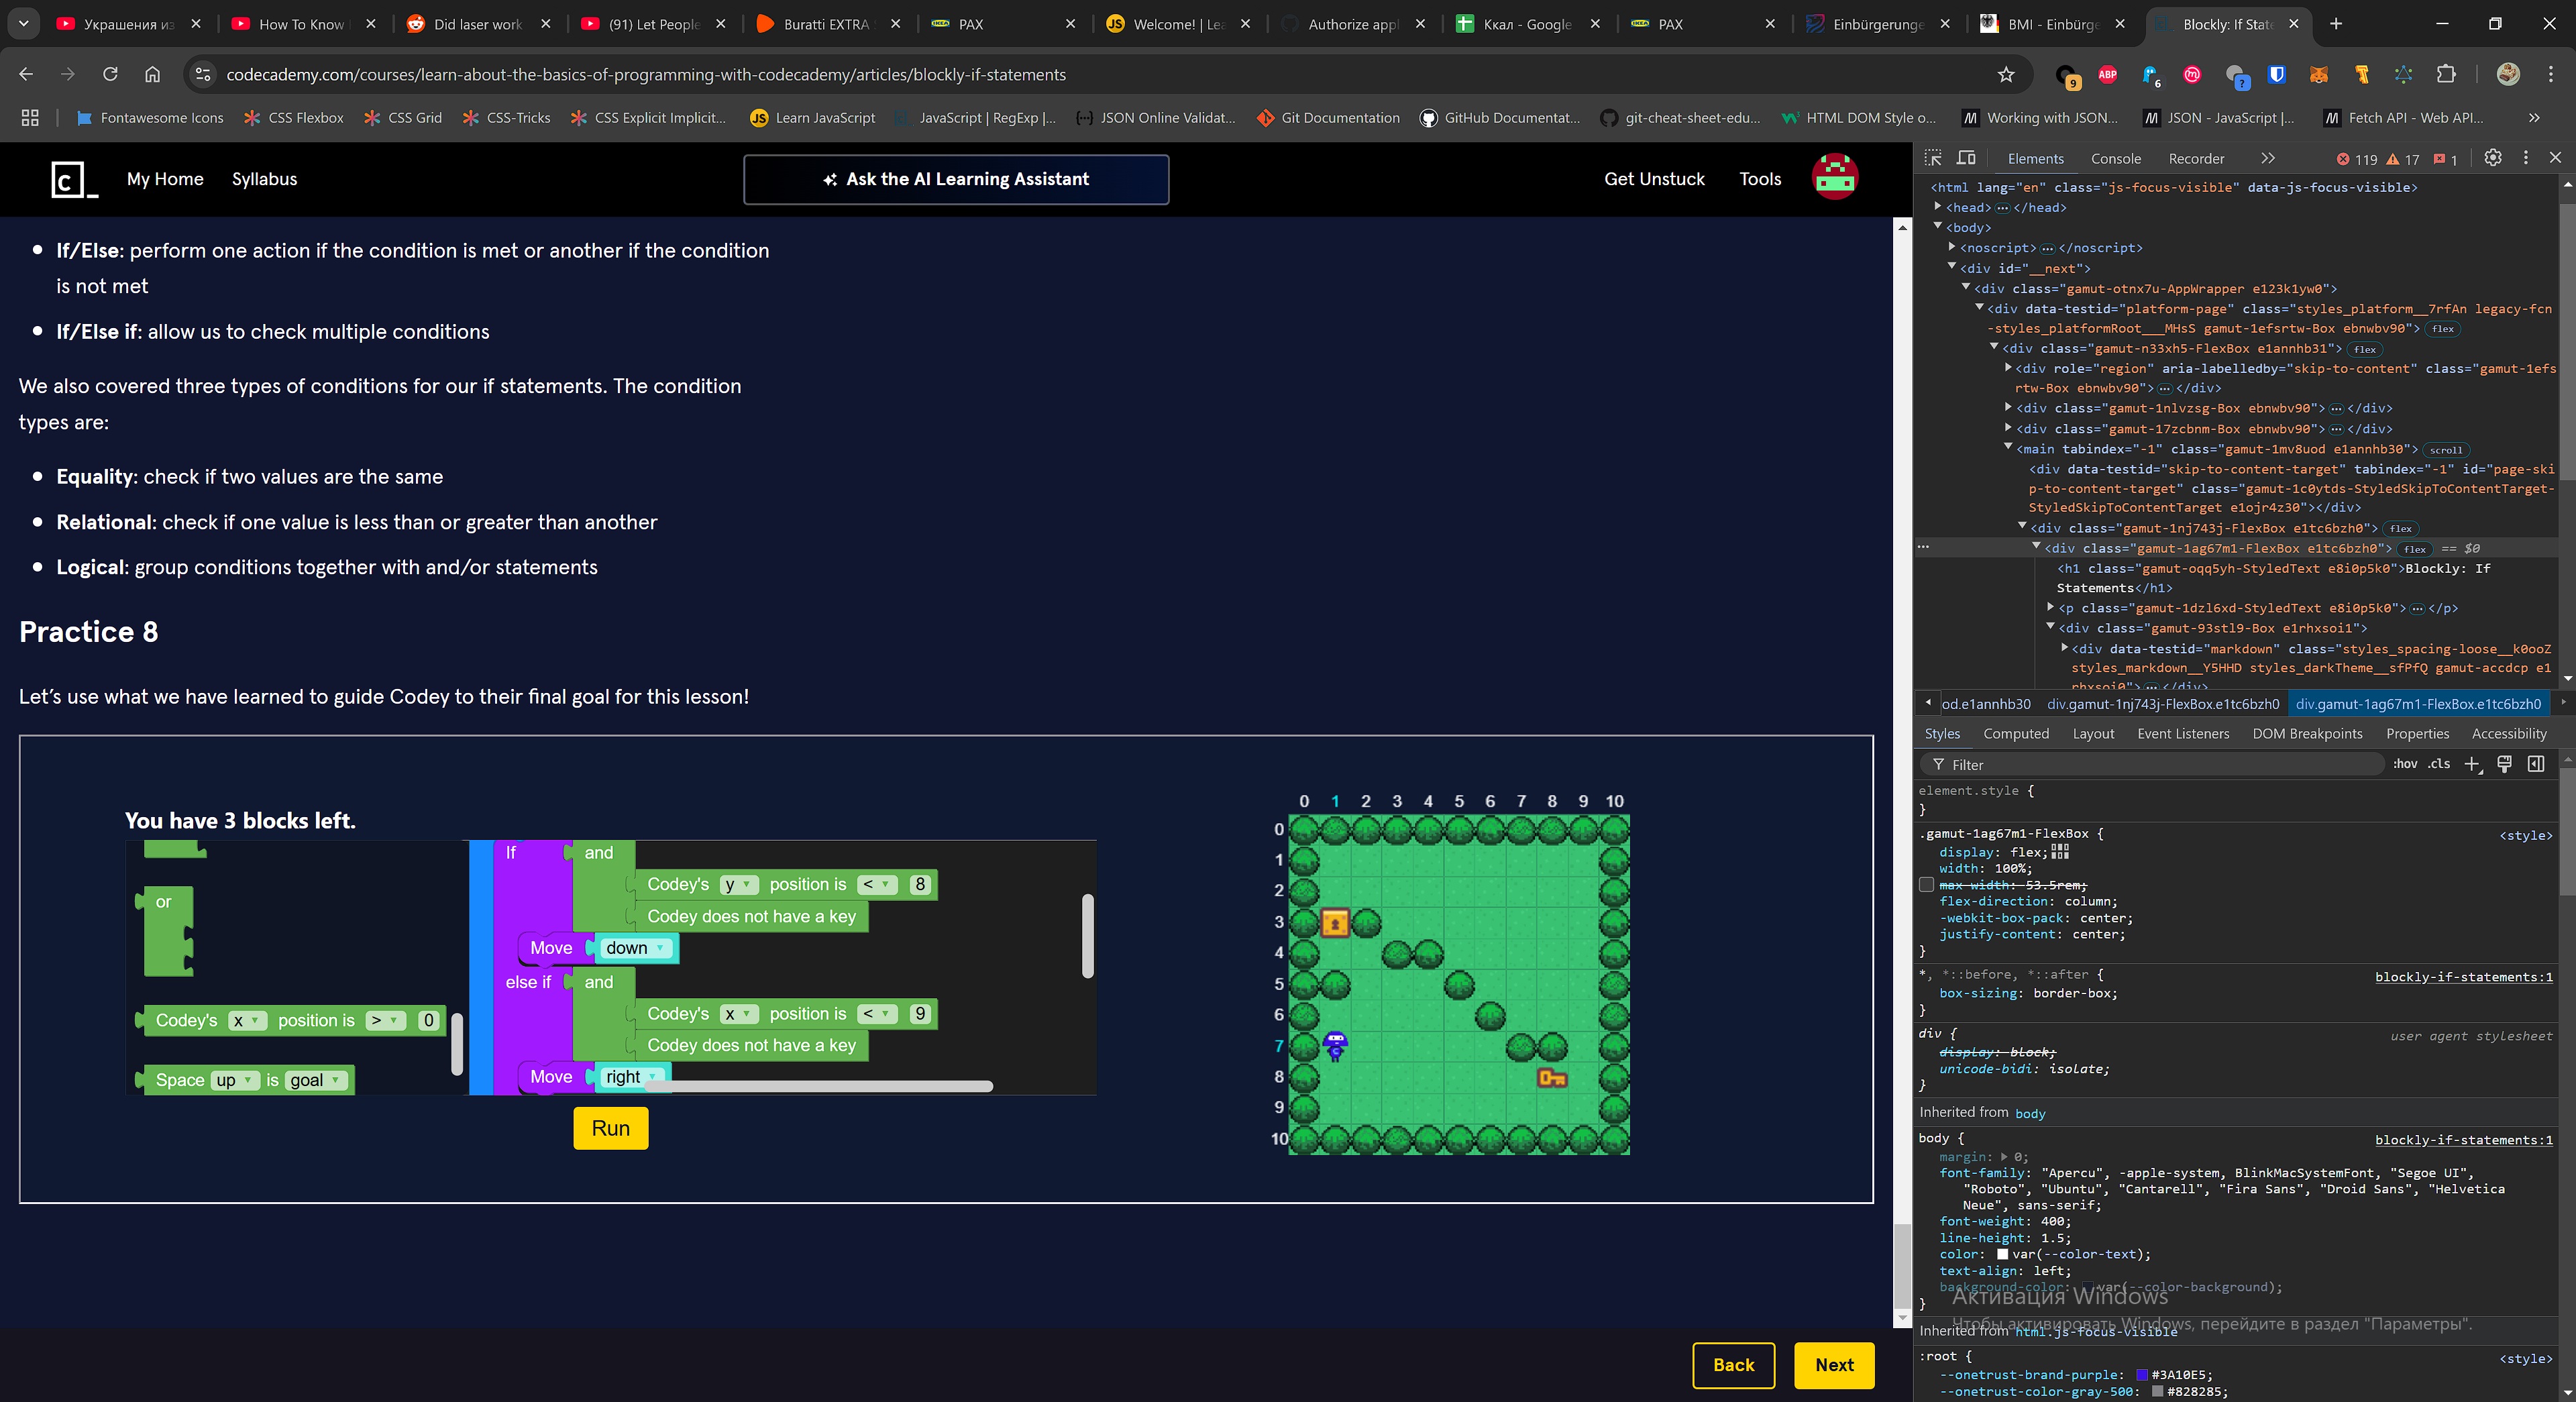 Украшения из
How To Know
Did laser work
(91) Let People
Buratti EXTRA
IKEA PAX
JS Welcome! | Lea
Authorize appl
Ккал - Google
IKEA PAX
Einbürgerunge
BMI - Einbürge
Blockly: If State
codecademy.com/courses/learn-about-the-basics-of-programming-with-codecademy/articles/blockly-if-statements
9 ABP 6 ?
Fontawesome Icons CSS Flexbox CSS Grid CSS-Tricks CSS Explicit Implicit... JS Learn JavaScript JavaScript | RegExp |... JSON Online Validat... Git Documentation GitHub Documentat... git-cheat-sheet-edu... HTML DOM Style o... Working with JSON... JSON - JavaScript |... Fetch API - Web API...
c_ My Home Syllabus Ask the AI Learning Assistant Get Unstuck Tools
If/Else: perform one action if the condition is met or another if the condition
is not met
If/Else if: allow us to check multiple conditions
We also covered three types of conditions for our if statements. The condition
types are:
Equality: check if two values are the same
Relational: check if one value is less than or greater than another
Logical: group conditions together with and/or statements
Practice 8
Let's use what we have learned to guide Codey to their final goal for this lesson!
You have 3 blocks left.
or
Codey's x position is > 0
Space up is goal
If and
Codey's y position is < 8
Codey does not have a key
Move down
else if and
Codey's x position is < 9
Codey does not have a key
Move right
Run
0 1 2 3 4 5 6 7 8 9 10
0
1
2
3
4
5
6
7
8
9
10
Back Next
Elements Console Recorder 119 17 1
<html lang="en" class="js-focus-visible" data-js-focus-visible>
<head> </head>
<body>
<noscript> </noscript>
<div id="__next">
<div class="gamut-otnx7u-AppWrapper e123k1yw0">
<div data-testid="platform-page" class="styles_platform__7rfAn legacy-fcn
-styles_platformRoot___MHsS gamut-1efsrtw-Box ebnwbv90"> flex
<div class="gamut-n33xh5-FlexBox e1annhb31"> flex
<div role="region" aria-labelledby="skip-to-content" class="gamut-1efs
rtw-Box ebnwbv90"> </div>
<div class="gamut-1nlvzsg-Box ebnwbv90"> </div>
<div class="gamut-17zcbnm-Box ebnwbv90"> </div>
<main tabindex="-1" class="gamut-1mv8uod e1annhb30"> scroll
<div data-testid="skip-to-content-target" tabindex="-1" id="page-ski
p-to-content-target" class="gamut-1c0ytds-StyledSkipToContentTarget-
StyledSkipToContentTarget e1ojr4z30"></div>
<div class="gamut-1nj743j-FlexBox e1tc6bzh0"> flex
<div class="gamut-1ag67m1-FlexBox e1tc6bzh0"> flex == $0
<h1 class="gamut-oqq5yh-StyledText e8i0p5k0">Blockly: If
Statements</h1>
<p class="gamut-1dzl6xd-StyledText e8i0p5k0"> </p>
<div class="gamut-93stl9-Box e1rhxsoi1">
<div data-testid="markdown" class="styles_spacing-loose__k0ooZ
styles_markdown__Y5HHD styles_darkTheme__sfPfQ gamut-accdcp e1
rhxsoi0"> </div>
od.e1annhb30 div.gamut-1nj743j-FlexBox.e1tc6bzh0 div.gamut-1ag67m1-FlexBox.e1tc6bzh0
Styles Computed Layout Event Listeners DOM Breakpoints Properties Accessibility
Filter :hov .cls
element.style {
}
.gamut-1ag67m1-FlexBox { <style>
display: flex;
width: 100%;
max-width: 53.5rem;
flex-direction: column;
-webkit-box-pack: center;
justify-content: center;
}
*, *::before, *::after { blockly-if-statements:1
box-sizing: border-box;
}
div { user agent stylesheet
display: block;
unicode-bidi: isolate;
}
Inherited from body
body { blockly-if-statements:1
margin: 0;
font-family: "Apercu", -apple-system, BlinkMacSystemFont, "Segoe UI",
"Roboto", "Ubuntu", "Cantarell", "Fira Sans", "Droid Sans", "Helvetica
Neue", sans-serif;
font-weight: 400;
line-height: 1.5;
color: var(--color-text);
text-align: left;
background-color: var(--color-background);
}
Активация Windows
Чтобы активировать Windows, перейдите в раздел "Параметры".
Inherited from html.js-focus-visible
:root { <style>
--onetrust-brand-purple: #3A10E5;
--onetrust-color-gray-500: #828285;